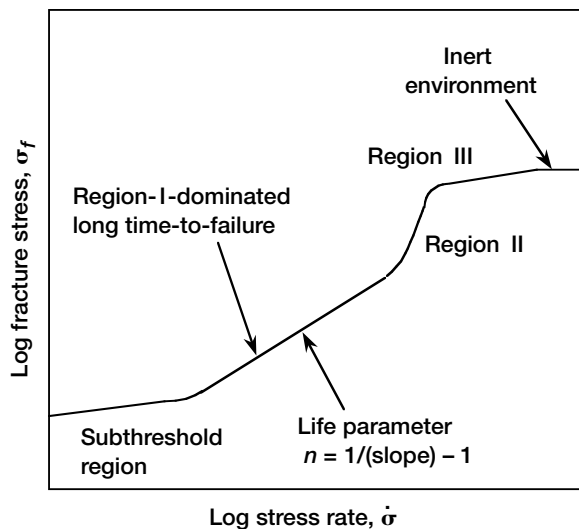 Inert
environment
Region III
Region-I-dominated
long time-to-failure
Region II
Log fracture stress, σf
Life parameter
n = 1/(slope) – 1
Subthreshold
region
Log stress rate, σ̇